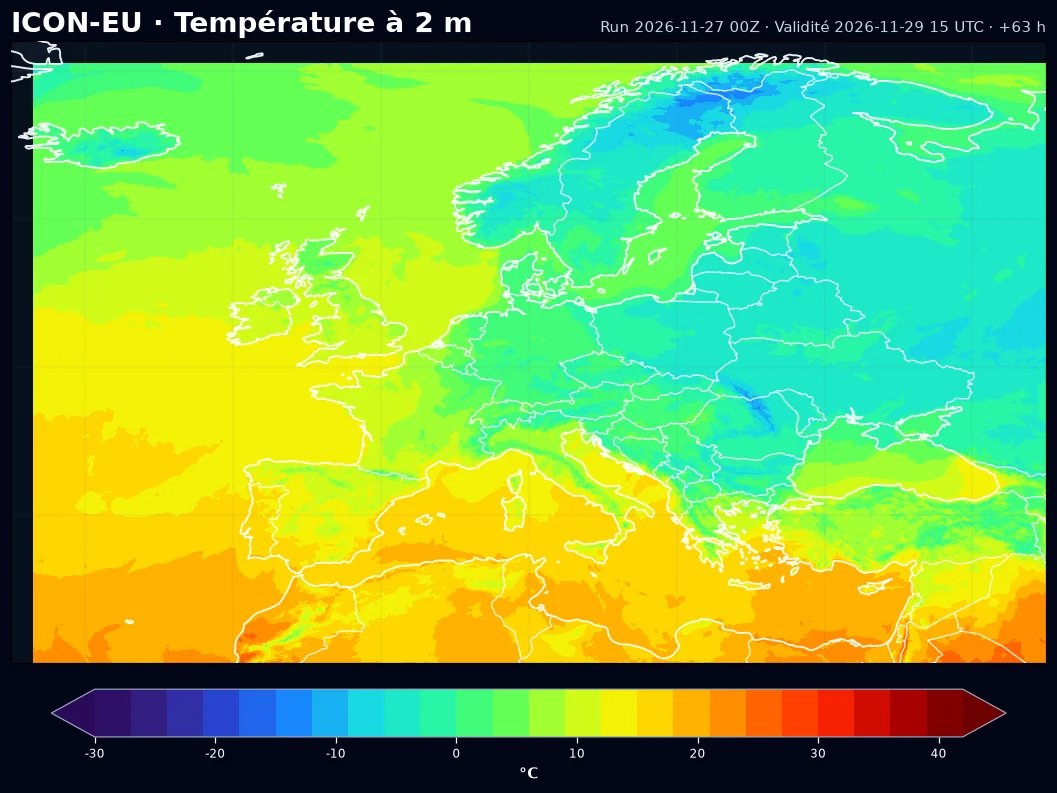 ICON-EU · Température à 2 m
Run 2026-11-27 00Z · Validité 2026-11-29 15 UTC · +63 h
-30 -20 -10 0 10 20 30 40
°C